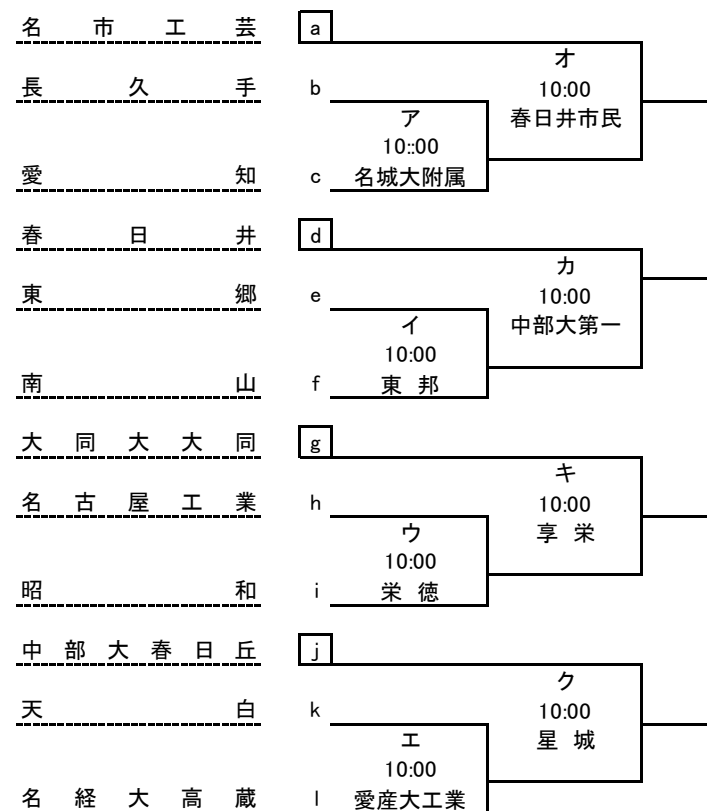 名市工芸 a
オ
長久手 b 10:00
ア 春日井市民
10::00
愛知 c 名城大附属
春日井 d
カ
東郷 e 10:00
イ 中部大第一
10:00
南山 f 東邦
大同大大同 g
キ
名古屋工業 h 10:00
ウ 享栄
10:00
昭和 i 栄徳
中部大春日丘 j
ク
天白 k 10:00
エ 星城
10:00
名経大高蔵 l 愛産大工業